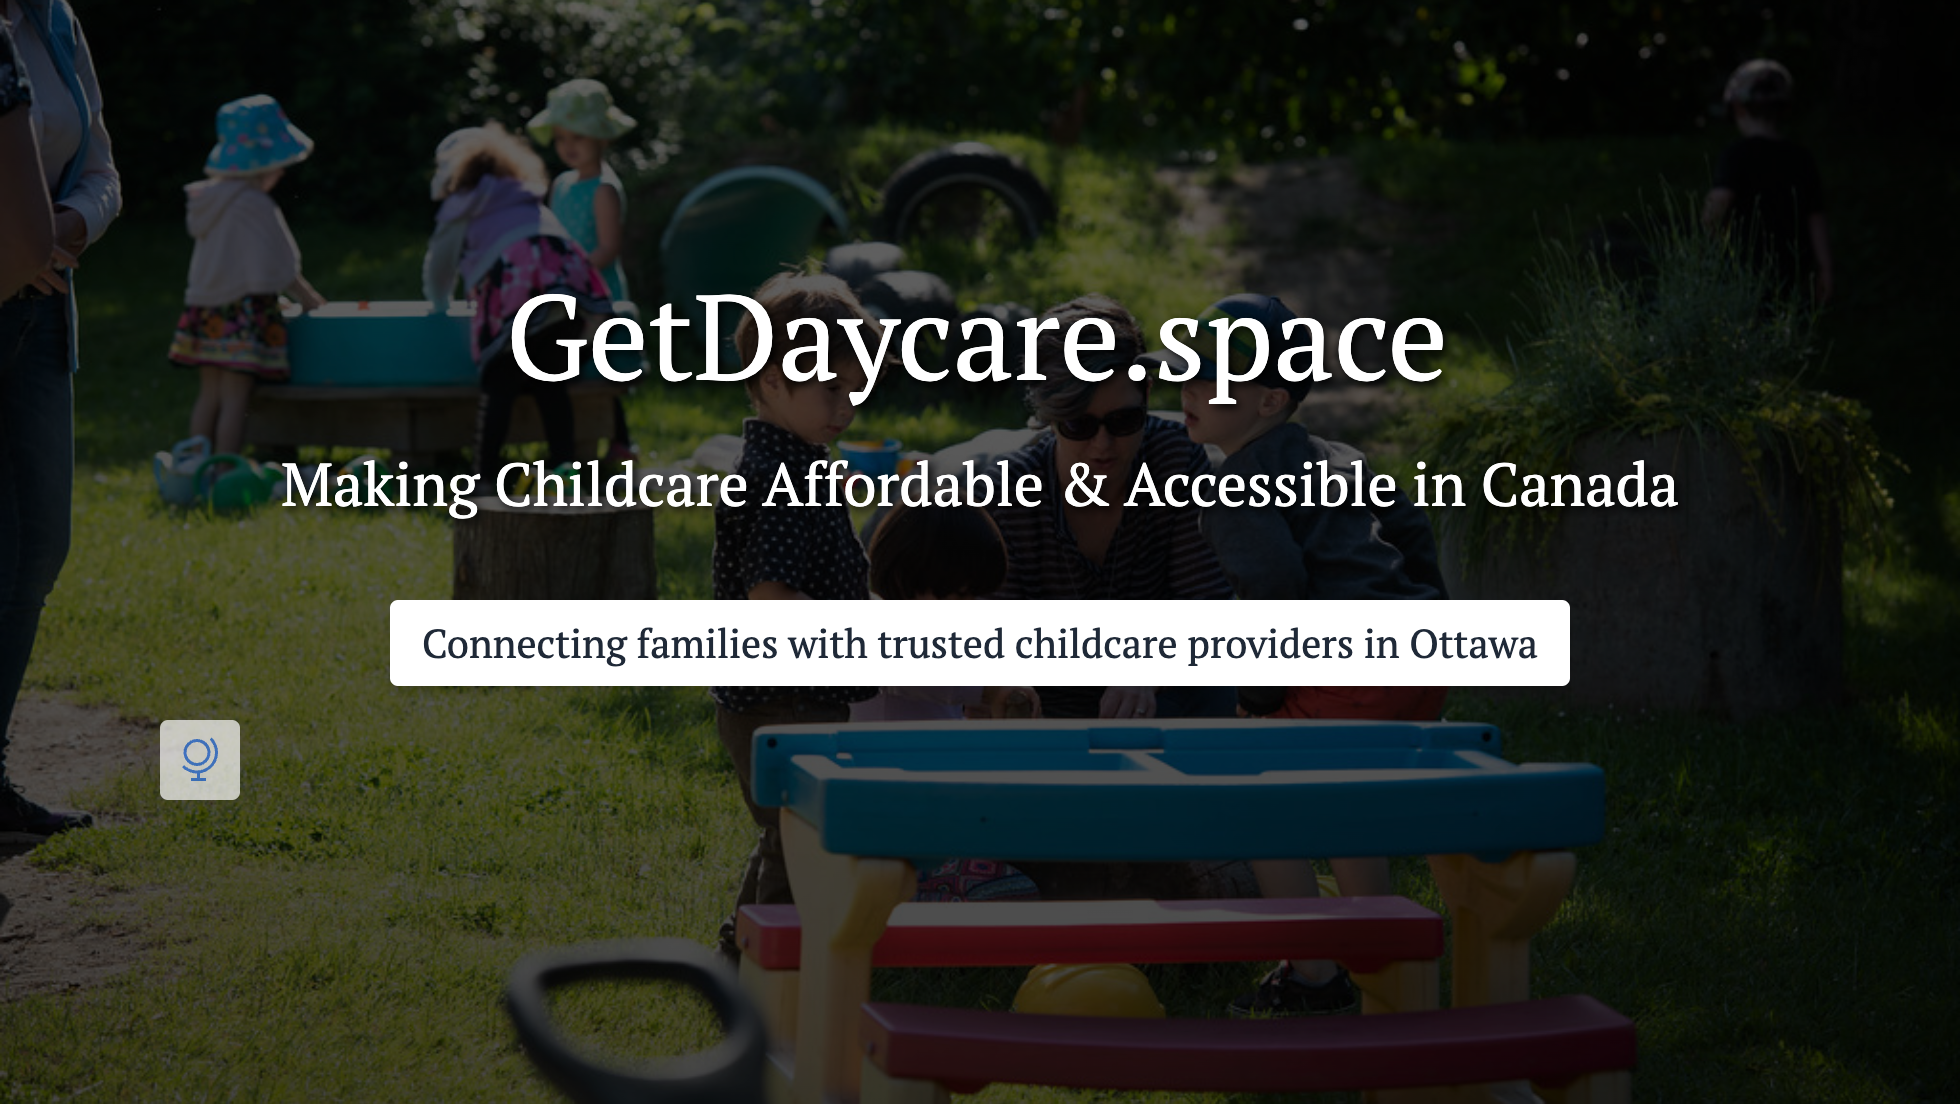 GetDaycare.space
Making Childcare Affordable & Accessible in Canada
Connecting families with trusted childcare providers in Ottawa